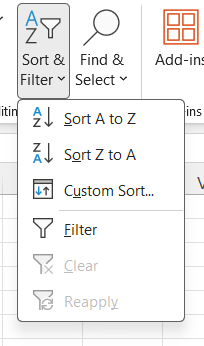 Sort & Find & Add-ins
Filter Select
Sort A to Z
Sort Z to A
Custom Sort...
Filter
Clear
Reapply